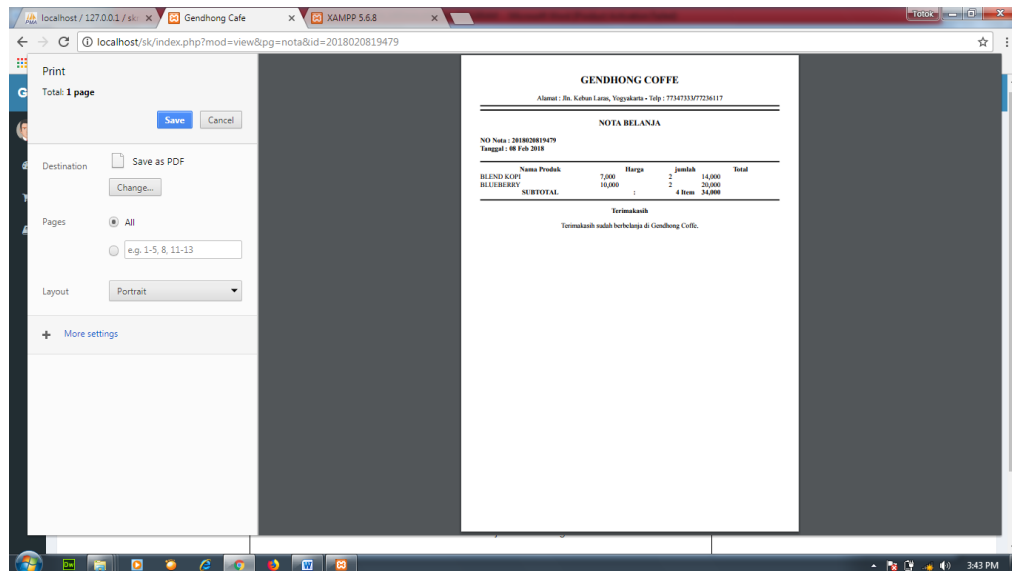 localhost / 127.0.0.1 / sk
Gendhong Cafe
XAMPP 5.6.8
Totok
localhost/sk/index.php?mod=view&pg=nota&id=2018020819479
Print
Total: 1 page
Save
Cancel
Destination
Save as PDF
Change...
Pages
All
e.g. 1-5, 8, 11-13
Layout
Portrait
More settings
GENDHONG COFFE
Alamat : Jln. Kebun Laras, Yogyakarta - Telp : 77347333/77236117
NOTA BELANJA
NO Nota : 2018020819479
Tanggal : 08 Feb 2018
Nama Produk Harga jumlah Total
BLEND KOPI 7,000 2 14,000
BLUEBERRY 10,000 2 20,000
SUBTOTAL : 4 Item 34,000
Terimakasih
Terimakasih sudah berbelanja di Gendhong Coffe.
G
Dw
W
3:43 PM